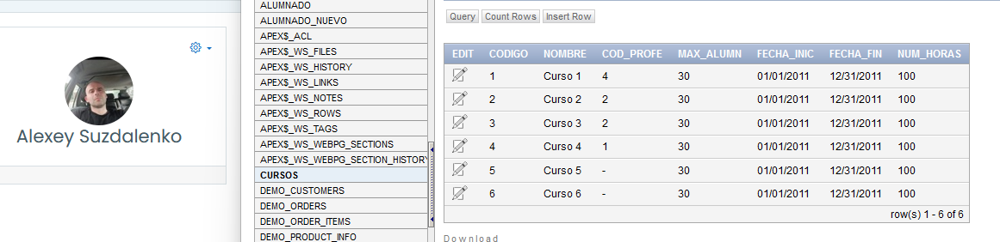 Alexey Suzdalenko
ALUMNADO
ALUMNADO_NUEVO
APEX$_ACL
APEX$_WS_FILES
APEX$_WS_HISTORY
APEX$_WS_LINKS
APEX$_WS_NOTES
APEX$_WS_ROWS
APEX$_WS_TAGS
APEX$_WS_WEBPG_SECTIONS
APEX$_WS_WEBPG_SECTION_HISTORY
CURSOS
DEMO_CUSTOMERS
DEMO_ORDERS
DEMO_ORDER_ITEMS
DEMO_PRODUCT_INFO
Query Count Rows Insert Row
EDIT CODIGO NOMBRE COD_PROFE MAX_ALUMN FECHA_INIC FECHA_FIN NUM_HORAS
1 Curso 1 4 30 01/01/2011 12/31/2011 100
2 Curso 2 2 30 01/01/2011 12/31/2011 100
3 Curso 3 2 30 01/01/2011 12/31/2011 100
4 Curso 4 1 30 01/01/2011 12/31/2011 100
5 Curso 5 - 30 01/01/2011 12/31/2011 100
6 Curso 6 - 30 01/01/2011 12/31/2011 100
row(s) 1 - 6 of 6
Download